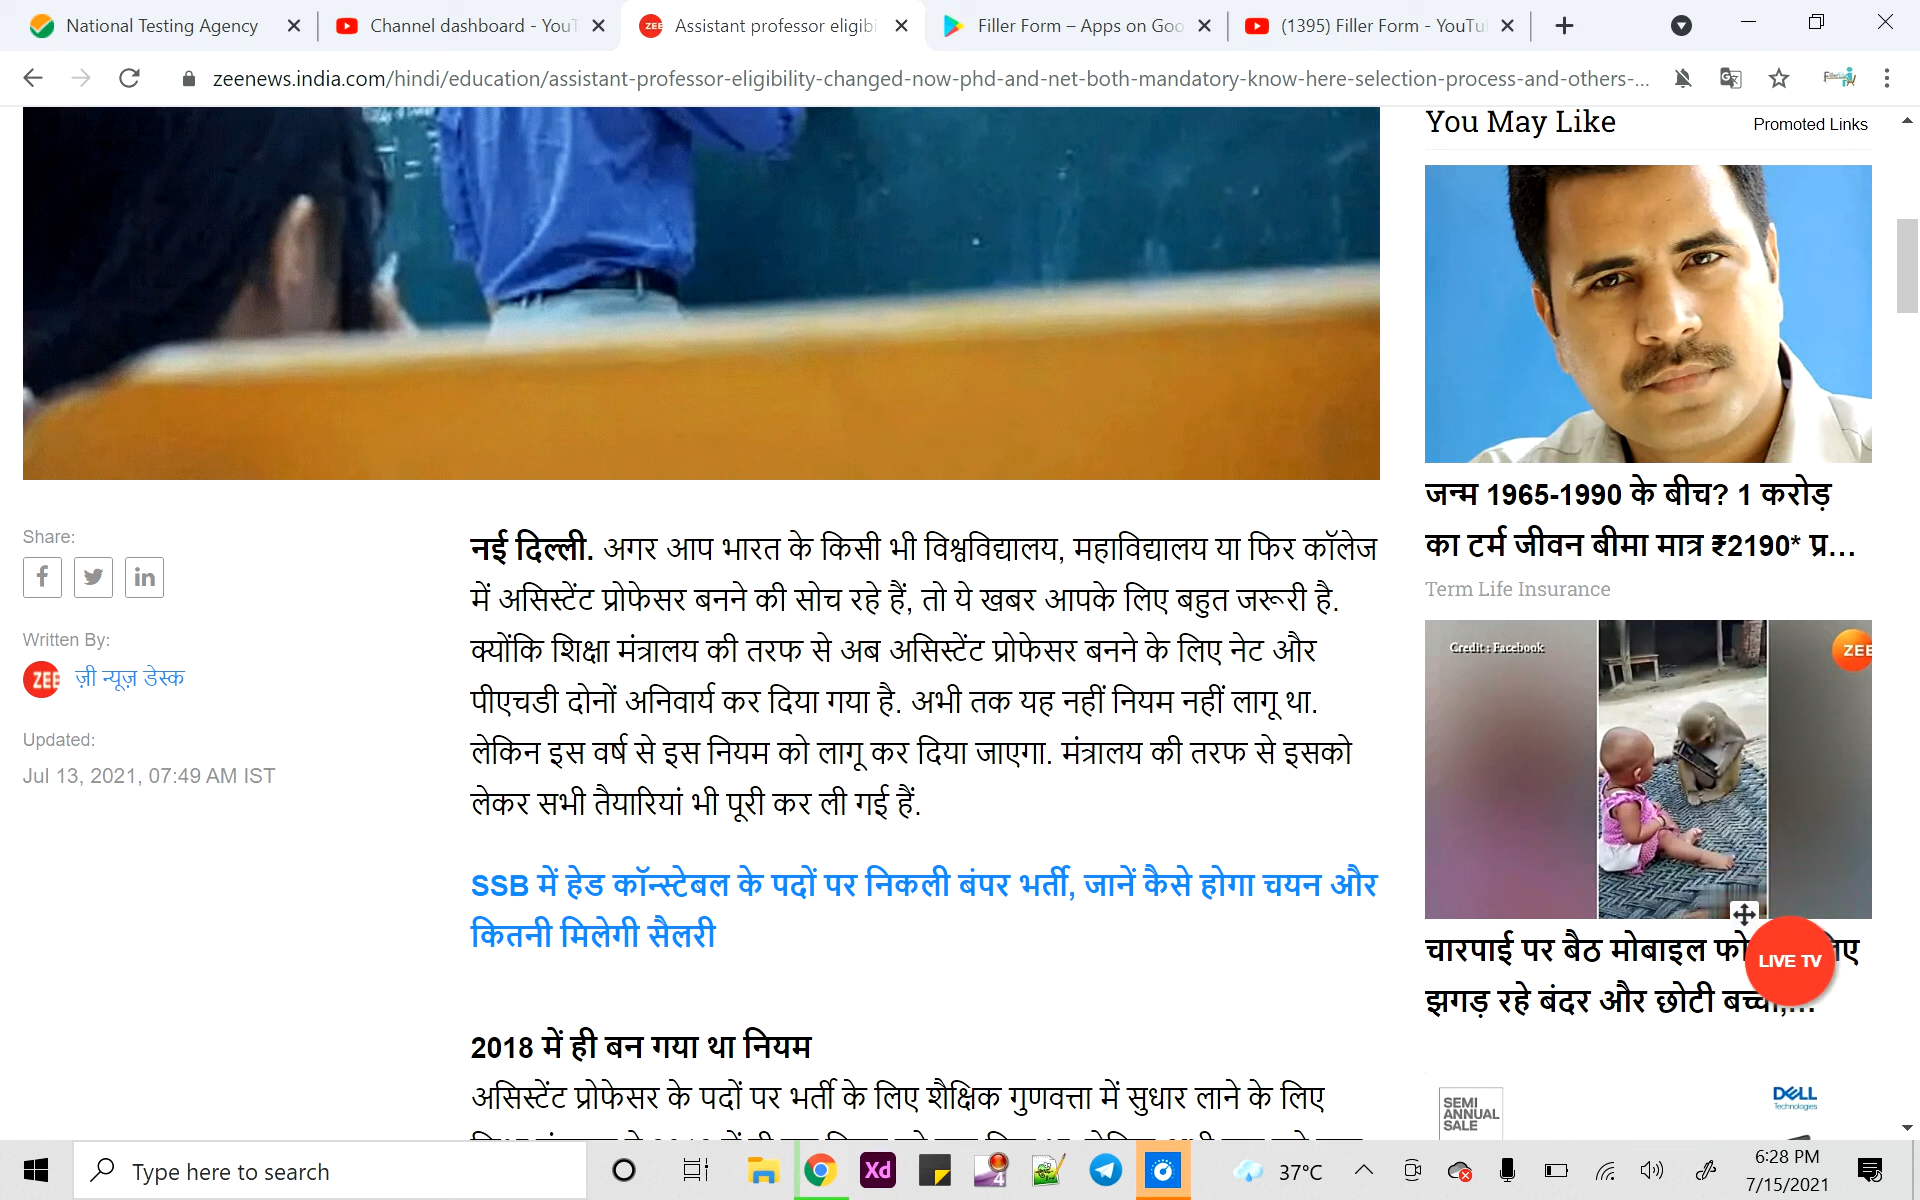 National Testing Agency
Channel dashboard - YouT
Assistant professor eligibi
Filler Form – Apps on Goo
(1395) Filler Form - YouTu
zeenews.india.com/hindi/education/assistant-professor-eligibility-changed-now-phd-and-net-both-mandatory-know-here-selection-process-and-others-...
You May Like
Promoted Links
जन्म 1965-1990 के बीच? 1 करोड़
का टर्म जीवन बीमा मात्र ₹2190* प्र...
Term Life Insurance
Share:
Written By:
ZEE
ज़ी न्यूज़ डेस्क
Updated:
Jul 13, 2021, 07:49 AM IST
नई दिल्ली. अगर आप भारत के किसी भी विश्वविद्यालय, महाविद्यालय या फिर कॉलेज
में असिस्टेंट प्रोफेसर बनने की सोच रहे हैं, तो ये खबर आपके लिए बहुत जरूरी है.
क्योंकि शिक्षा मंत्रालय की तरफ से अब असिस्टेंट प्रोफेसर बनने के लिए नेट और
पीएचडी दोनों अनिवार्य कर दिया गया है. अभी तक यह नहीं नियम नहीं लागू था.
लेकिन इस वर्ष से इस नियम को लागू कर दिया जाएगा. मंत्रालय की तरफ से इसको
लेकर सभी तैयारियां भी पूरी कर ली गई हैं.
SSB में हेड कॉन्स्टेबल के पदों पर निकली बंपर भर्ती, जानें कैसे होगा चयन और
कितनी मिलेगी सैलरी
2018 में ही बन गया था नियम
असिस्टेंट प्रोफेसर के पदों पर भर्ती के लिए शैक्षिक गुणवत्ता में सुधार लाने के लिए
Credit : Facebook
ZEE
चारपाई पर बैठ मोबाइल
झगड़ रहे बंदर और छोटी
LIVE TV
SEMI
ANNUAL
SALE
DELL
Technologies
Type here to search
Xd
4
37°C
6:28 PM
7/15/2021